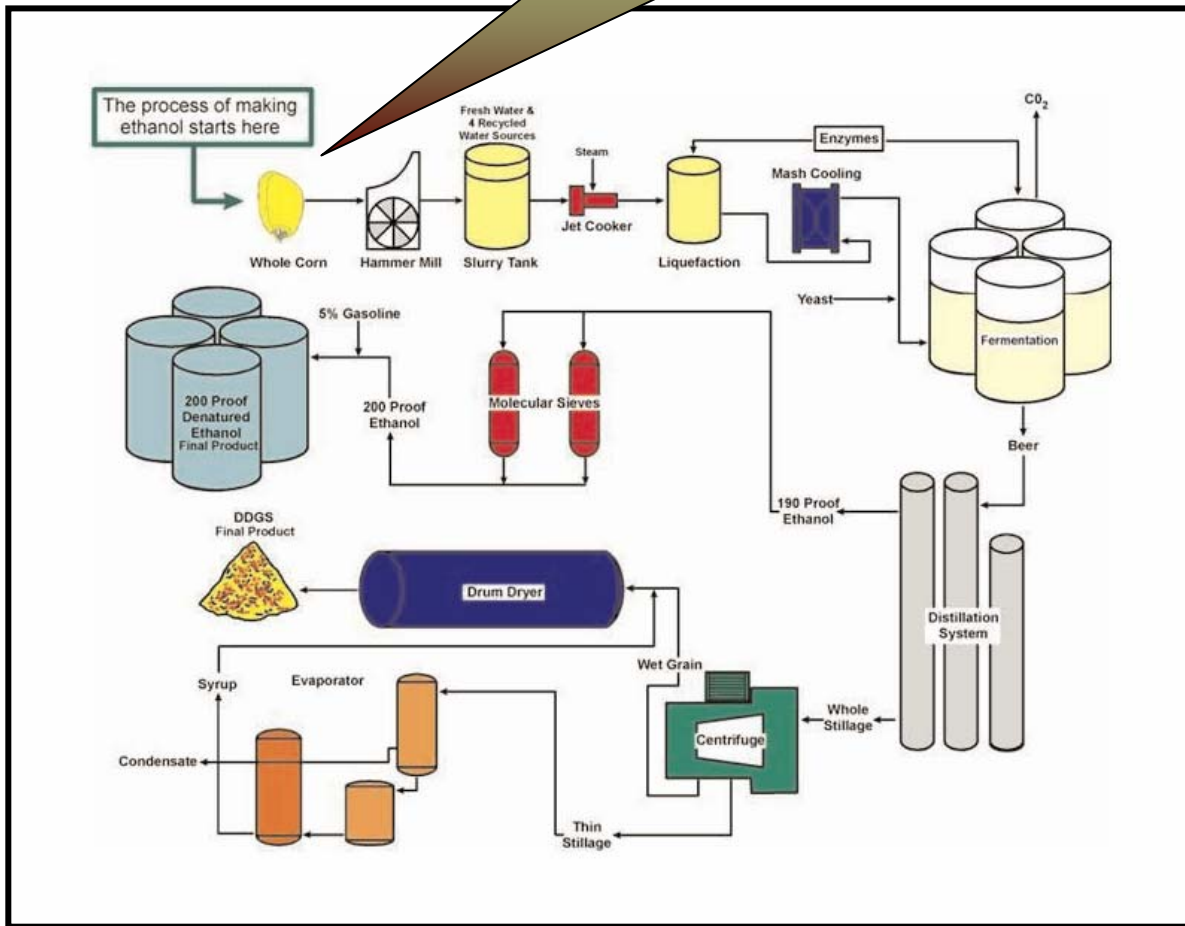 The process of making
ethanol starts here
Whole Corn
Hammer Mill
Fresh Water &
4 Recycled
Water Sources
Slurry Tank
Steam
Jet Cooker
Liquefaction
Enzymes
Mash Cooling
C0₂
Yeast
Fermentation
Beer
5% Gasoline
200 Proof
Denatured
Ethanol
Final Product
200 Proof
Ethanol
Molecular Sieves
190 Proof
Ethanol
Distillation
System
DDGS
Final Product
Drum Dryer
Wet Grain
Whole
Stillage
Centrifuge
Syrup
Evaporator
Condensate
Thin
Stillage